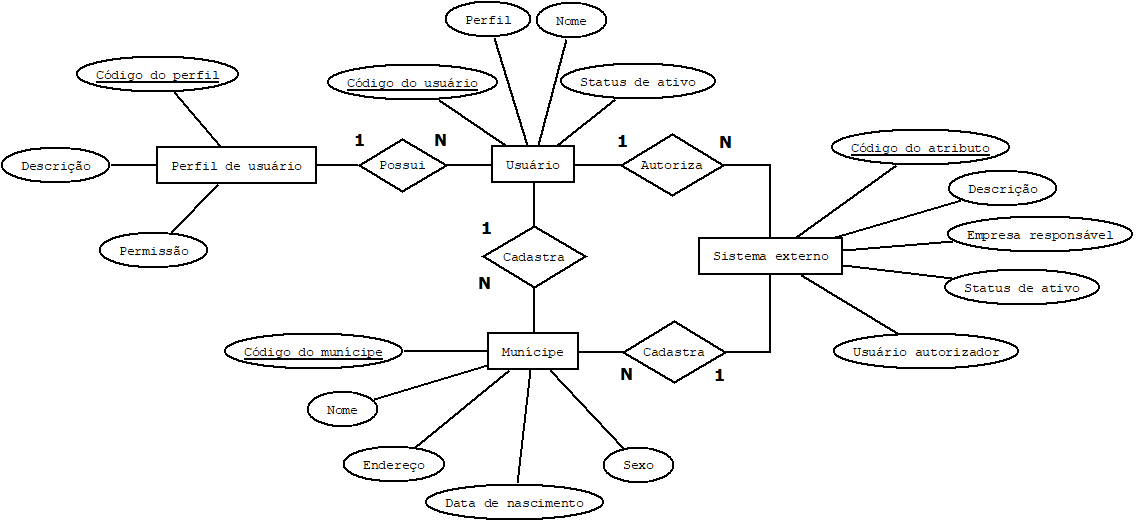 Perfil
Nome
Código do perfil
Código do usuário
Status de ativo
1
N
1
N
Código do atributo
Descrição
Perfil de usuário
Possui
Usuário
Autoriza
Descrição
Empresa responsável
Permissão
1
Cadastra
Sistema externo
N
Status de ativo
Código do munícipe
Munícipe
Cadastra
Usuário autorizador
N
1
Nome
Endereço
Sexo
Data de nascimento